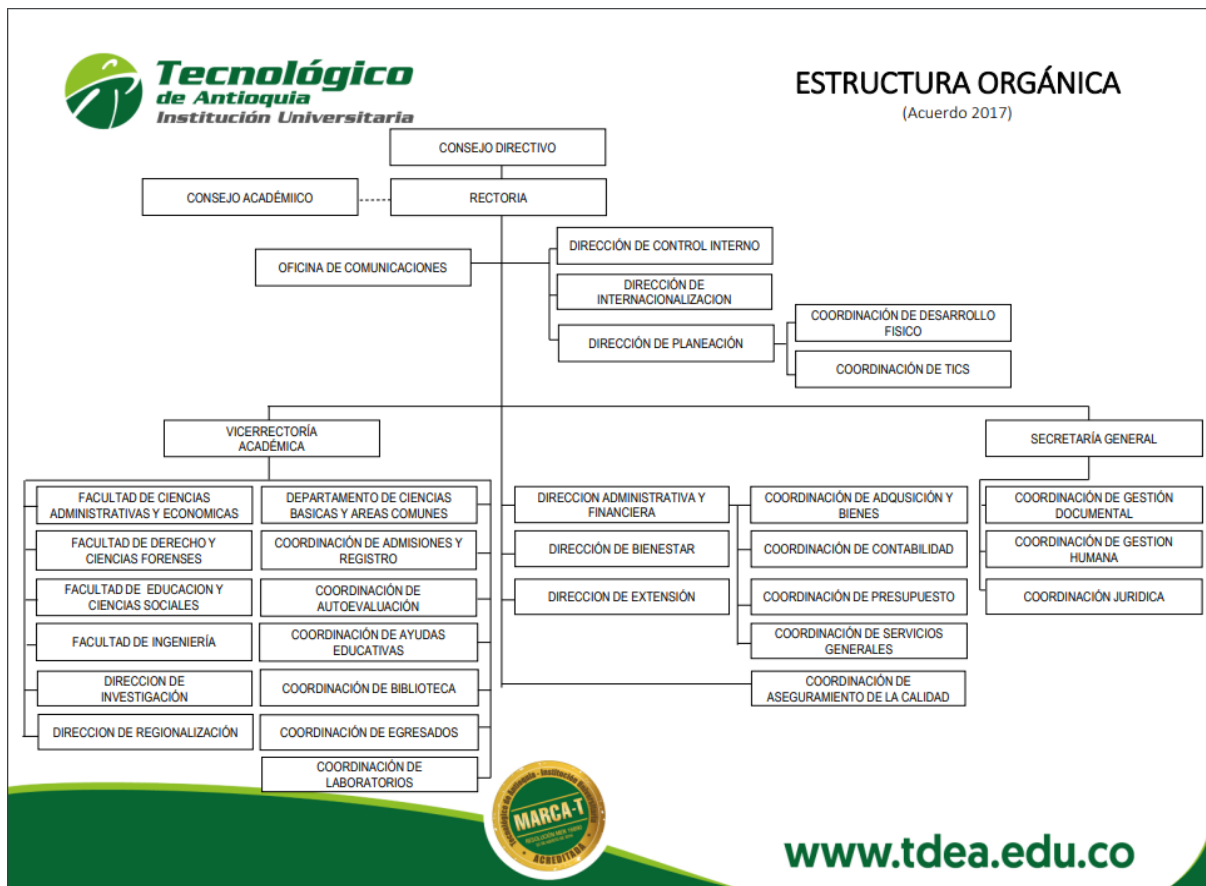 Tecnológico
de Antioquia
Institución Universitaria
ESTRUCTURA ORGÁNICA
(Acuerdo 2017)
CONSEJO DIRECTIVO
CONSEJO ACADÉMIICO
RECTORIA
OFICINA DE COMUNICACIONES
DIRECCIÓN DE CONTROL INTERNO
DIRECCIÓN DE
INTERNACIONALIZACION
DIRECCIÓN DE PLANEACIÓN
COORDINACIÓN DE DESARROLLO
FISICO
COORDINACIÓN DE TICS
VICERRECTORÍA
ACADÉMICA
SECRETARÍA GENERAL
FACULTAD DE CIENCIAS
ADMINISTRATIVAS Y ECONOMICAS
FACULTAD DE DERECHO Y
CIENCIAS FORENSES
FACULTAD DE EDUCACION Y
CIENCIAS SOCIALES
FACULTAD DE INGENIERÍA
DIRECCION DE
INVESTIGACIÓN
DIRECCION DE REGIONALIZACIÓN
DEPARTAMENTO DE CIENCIAS
BASICAS Y AREAS COMUNES
COORDINACIÓN DE ADMISIONES Y
REGISTRO
COORDINACIÓN DE
AUTOEVALUACIÓN
COORDINACIÓN DE AYUDAS
EDUCATIVAS
COORDINACIÓN DE BIBLIOTECA
COORDINACIÓN DE EGRESADOS
COORDINACIÓN DE
LABORATORIOS
DIRECCION ADMINISTRATIVA Y
FINANCIERA
DIRECCIÓN DE BIENESTAR
DIRECCION DE EXTENSIÓN
COORDINACIÓN DE ADQUSICIÓN Y
BIENES
COORDINACIÓN DE CONTABILIDAD
COORDINACIÓN DE PRESUPUESTO
COORDINACIÓN DE SERVICIOS
GENERALES
COORDINACIÓN DE
ASEGURAMIENTO DE LA CALIDAD
COORDINACIÓN DE GESTIÓN
DOCUMENTAL
COORDINACIÓN DE GESTION
HUMANA
COORDINACIÓN JURIDICA
Tecnológico de Antioquia - Institución Universitaria
MARCA-T
ACREDITADA
www.tdea.edu.co